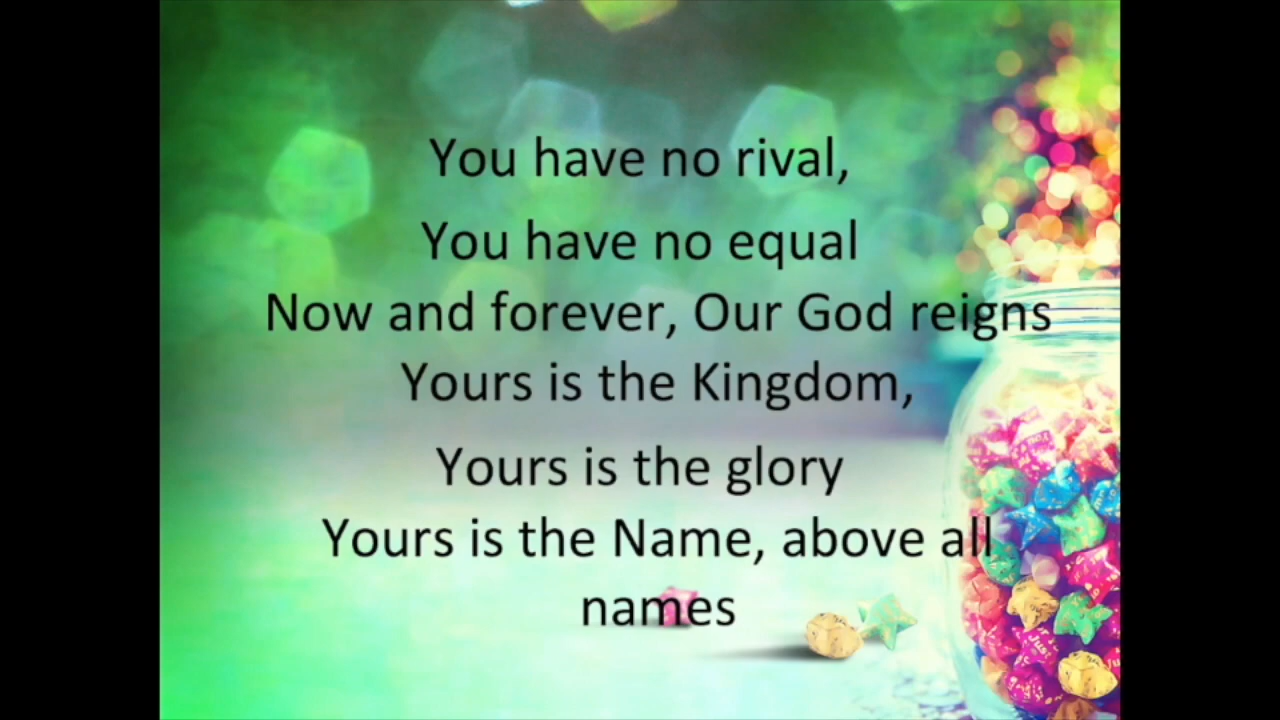 You have no rival,
You have no equal
Now and forever, Our God reigns
Yours is the Kingdom,
Yours is the glory
Yours is the Name, above all
names